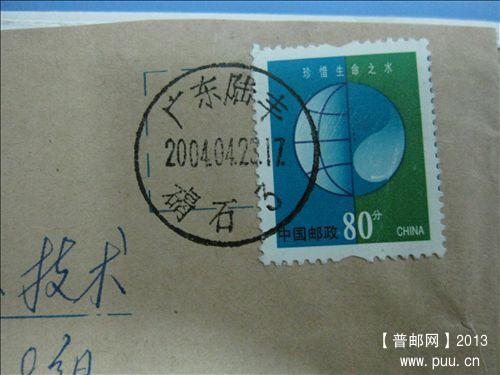 珍惜生命之水
广东陆丰
2004.04.23.17
碣石
中国邮政 80分 CHINA
技术
组
【普邮网】2013
www.puu.cn